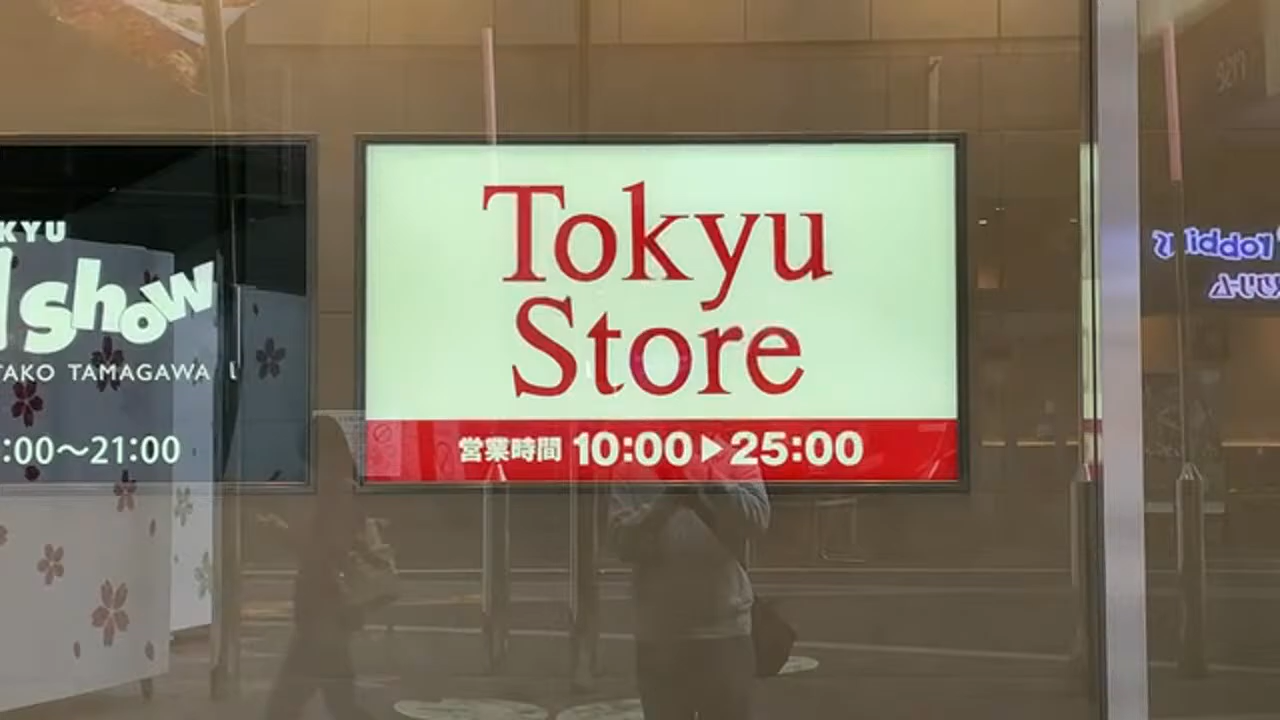 KYU
show
TAKO TAMAGAWA
:00～21:00
Tokyu
Store
営業時間 10:00▶25:00